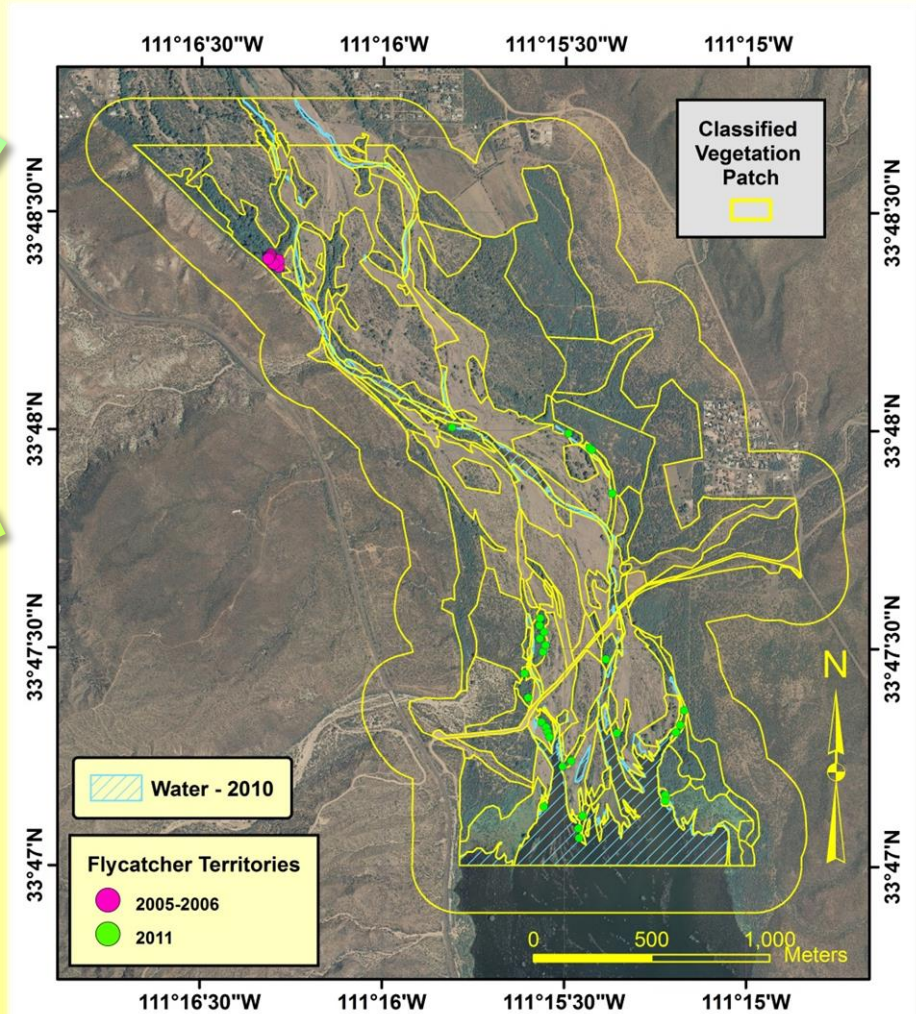 111°16'30"W 111°16'W 111°15'30"W 111°15'W
Classified
Vegetation
Patch
33°48'30"N
33°48'30"N
33°48'N
33°48'N
33°47'30"N
33°47'30"N
N
Water - 2010
Flycatcher Territories
2005-2006
2011
33°47'N
33°47'N
0 500 1,000
Meters
111°16'30"W 111°16'W 111°15'30"W 111°15'W